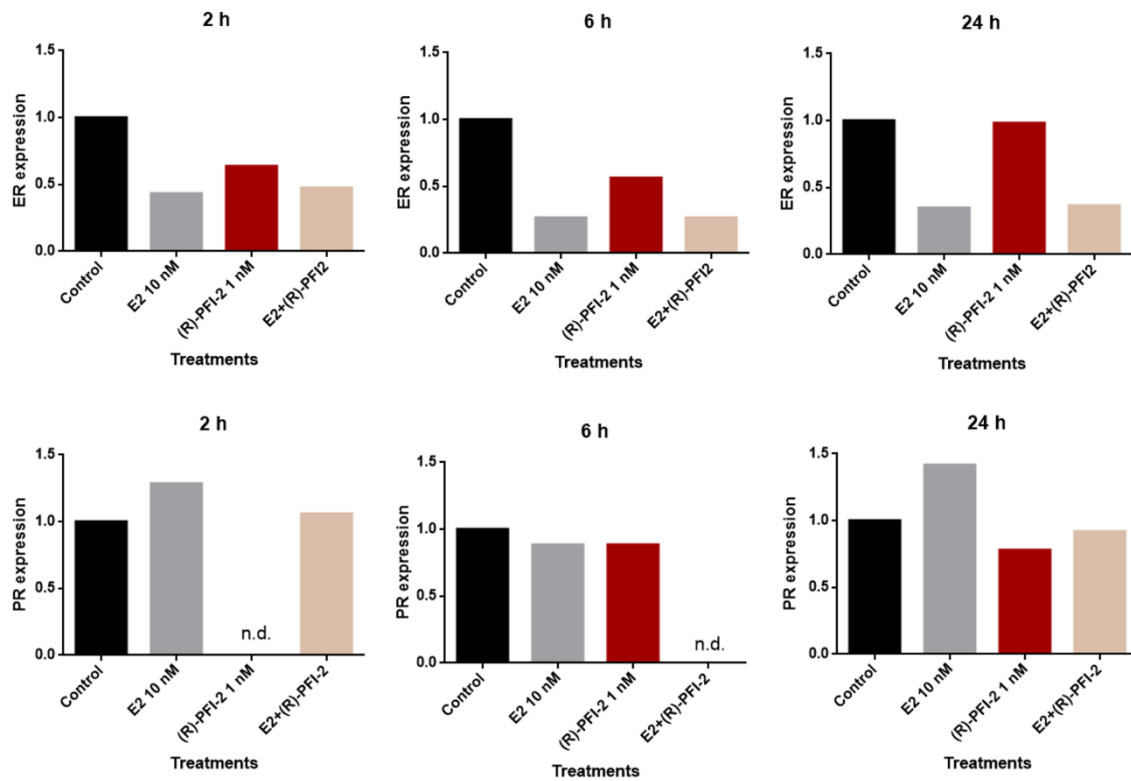 2 h
ER expression
1.5
1.0
0.5
0.0
Control
E2 10 nM
(R)-PFI-2 1 nM
E2+(R)-PFI2
Treatments
6 h
ER expression
1.5
1.0
0.5
0.0
Control
E2 10 nM
(R)-PFI-2 1 nM
E2+(R)-PFI2
Treatments
24 h
ER expression
1.5
1.0
0.5
0.0
Control
E2 10 nM
(R)-PFI-2 1 nM
E2+(R)-PFI2
Treatments
2 h
PR expression
1.5
1.0
0.5
0.0
n.d.
Control
E2 10 nM
(R)-PFI-2 1 nM
E2+(R)-PFI-2
Treatments
6 h
PR expression
1.5
1.0
0.5
0.0
n.d.
Control
E2 10 nM
(R)-PFI-2 1 nM
E2+(R)-PFI-2
Treatments
24 h
PR expression
1.5
1.0
0.5
0.0
Control
E2 10 nM
(R)-PFI-2 1 nM
E2+(R)-PFI-2
Treatments